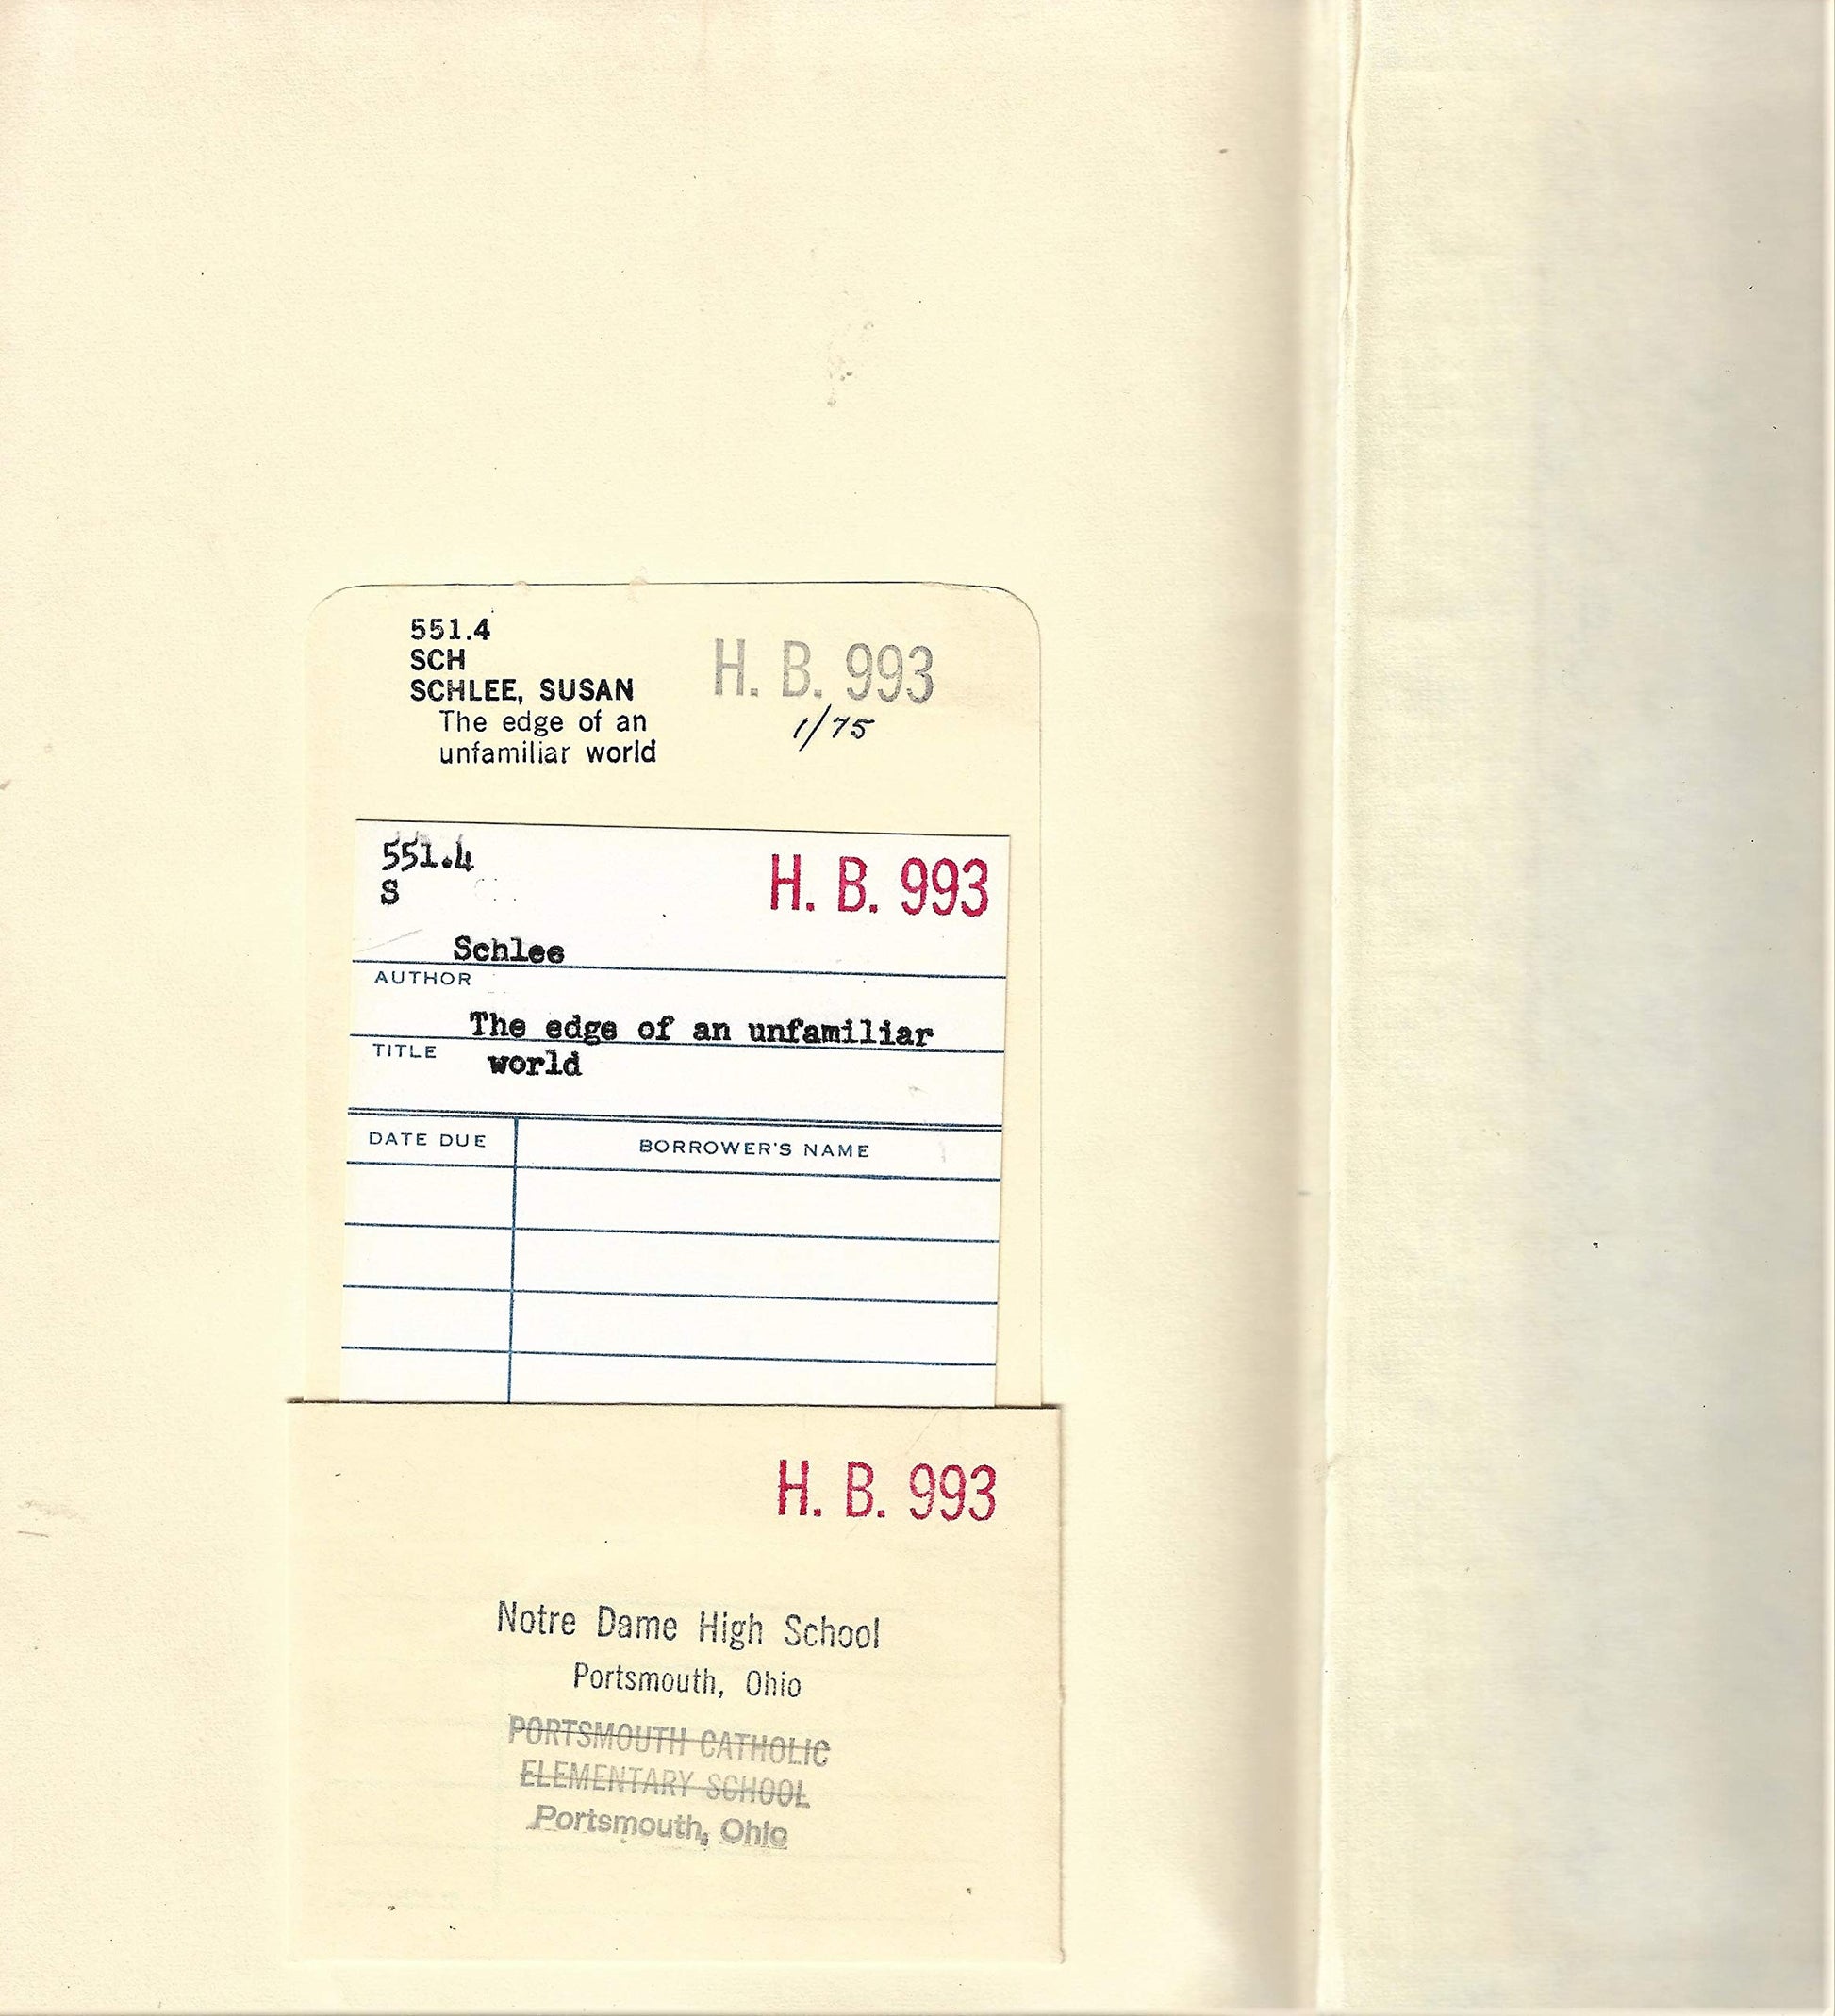 551.4
SCH
SCHLEE, SUSAN
The edge of an
unfamiliar world
H. B. 993
1/75
551.4
S
H. B. 993
Schlee
AUTHOR
The edge of an unfamiliar
TITLE
world
DATE DUE
BORROWER'S NAME
H. B. 993
Notre Dame High School
Portsmouth, Ohio
PORTSMOUTH CATHOLIC
ELEMENTARY SCHOOL
Portsmouth, Ohio